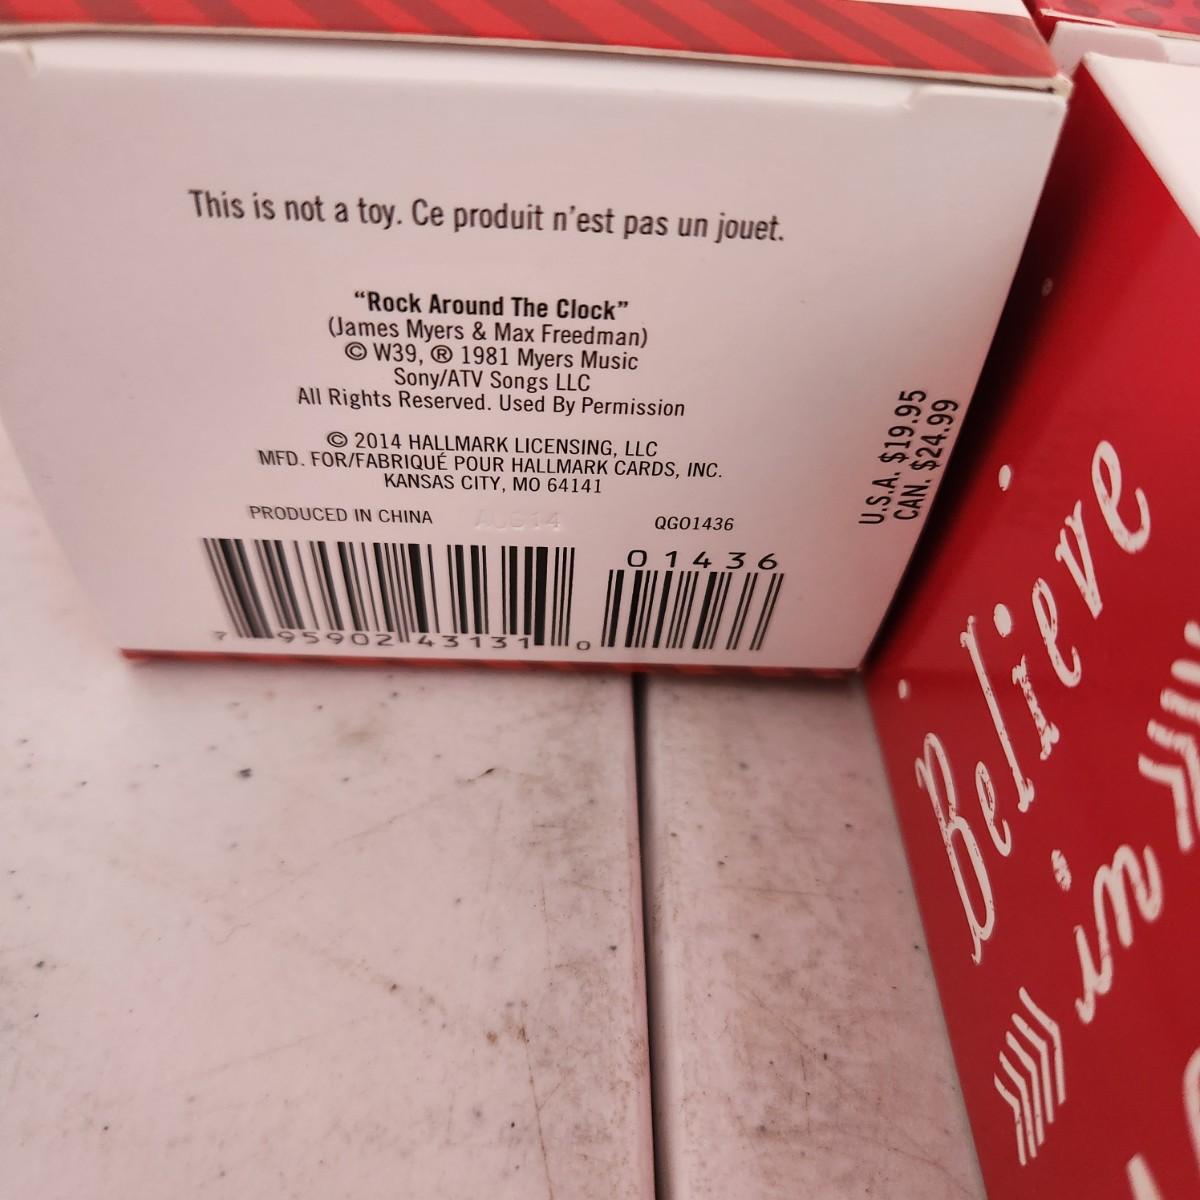 This is not a toy. Ce produit n'est pas un jouet.
“Rock Around The Clock”
(James Myers & Max Freedman)
© W39, ® 1981 Myers Music
Sony/ATV Songs LLC
All Rights Reserved. Used By Permission
© 2014 HALLMARK LICENSING, LLC
MFD. FOR/FABRIQUÉ POUR HALLMARK CARDS, INC.
KANSAS CITY, MO 64141
PRODUCED IN CHINA
QGO1436
01436
7 95902 43131 0
U.S.A. $19.95
CAN. $24.99
Believe
in